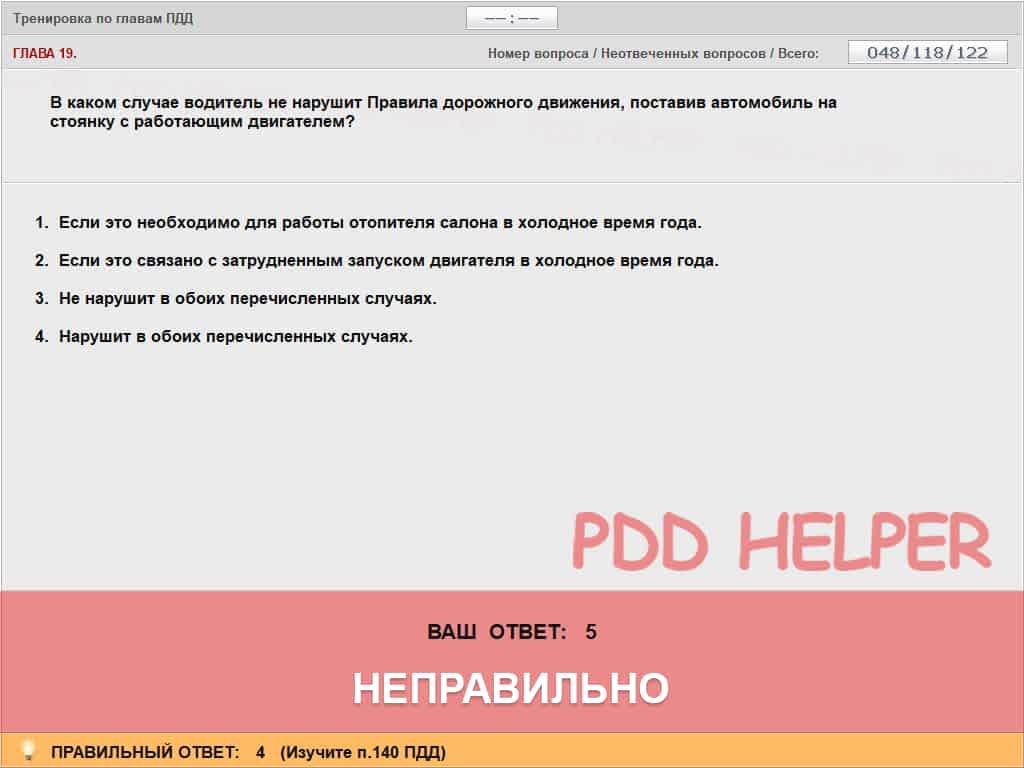 Тренировка по главам ПДД
—— : ——
ГЛАВА 19.
Номер вопроса / Неотвеченных вопросов / Всего:
048/118/122
В каком случае водитель не нарушит Правила дорожного движения, поставив автомобиль на
стоянку с работающим двигателем?
1. Если это необходимо для работы отопителя салона в холодное время года.
2. Если это связано с затрудненным запуском двигателя в холодное время года.
3. Не нарушит в обоих перечисленных случаях.
4. Нарушит в обоих перечисленных случаях.
PDD HELPER
ВАШ ОТВЕТ: 5
НЕПРАВИЛЬНО
ПРАВИЛЬНЫЙ ОТВЕТ: 4 (Изучите п.140 ПДД)